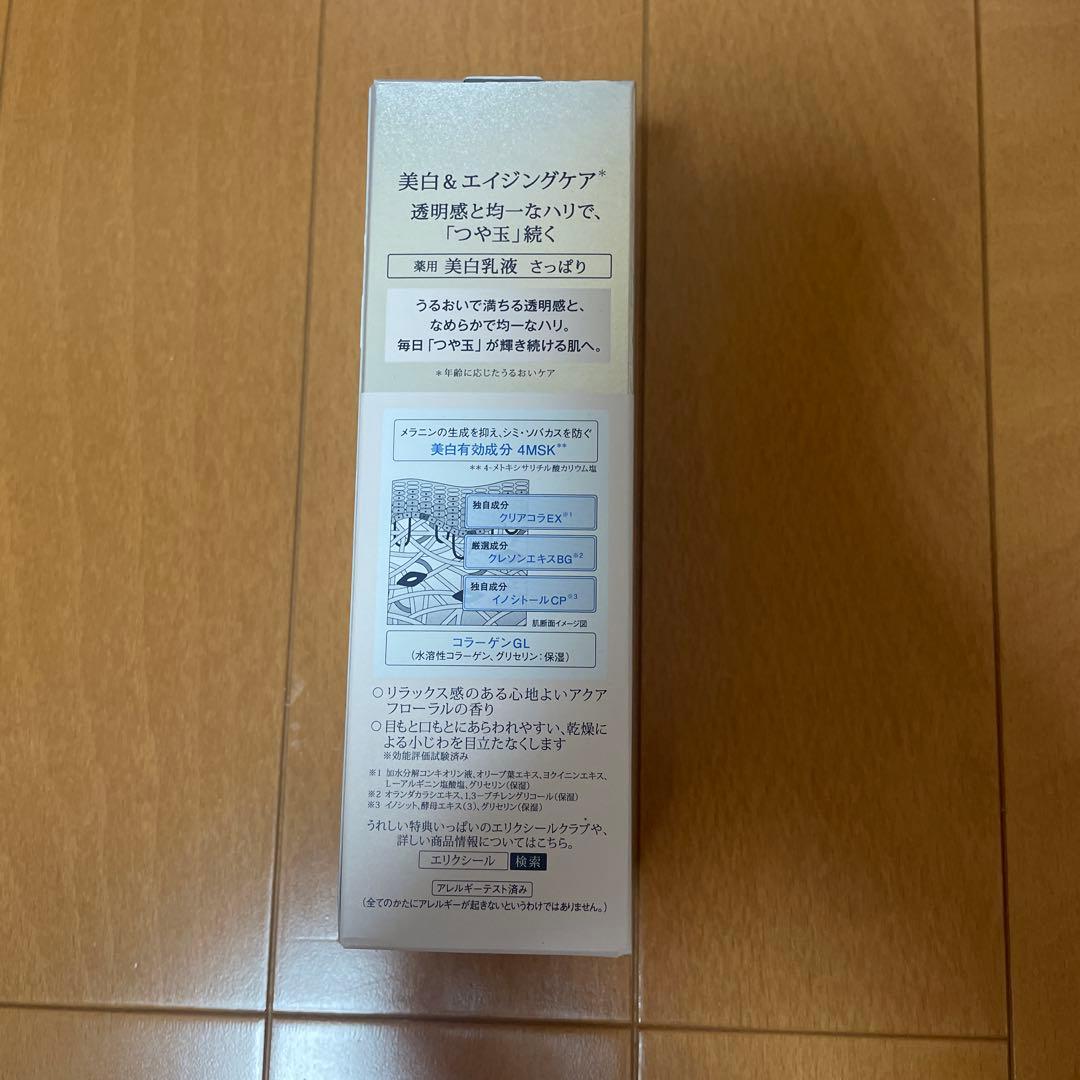 美白&エイジングケア*
透明感と均一なハリで、
「つや玉」続く
薬用 美白乳液 さっぱり
うるおいで満ちる透明感と、
なめらかで均一なハリ。
毎日「つや玉」が輝き続ける肌へ。
*年齢に応じたうるおいケア
メラニンの生成を抑え、シミ・ソバカスを防ぐ
美白有効成分 4MSK**
** 4-メトキシサリチル酸カリウム塩
独自成分
クリアコラEX※1
厳選成分
クレソンエキスBG※2
独自成分
イノシトールCP※3
肌断面イメージ図
コラーゲンGL
(水溶性コラーゲン、グリセリン:保湿)
○リラックス感のある心地よいアクア
フローラルの香り
○目もと口もとにあらわれやすい、乾燥に
よる小じわを目立たなくします
※効能評価試験済み
※1 加水分解コンキオリン液、オリーブ葉エキス、ヨクイニンエキス、
L-アルギニン塩酸塩、グリセリン(保湿)
※2 オランダカラシエキス、1,3-ブチレングリコール(保湿)
※3 イノシット、酵母エキス(3)、グリセリン(保湿)
うれしい特典いっぱいのエリクシールクラブや、
詳しい商品情報についてはこちら。
エリクシール 検索
アレルギーテスト済み
(全てのかたにアレルギーが起きないというわけではありません。)